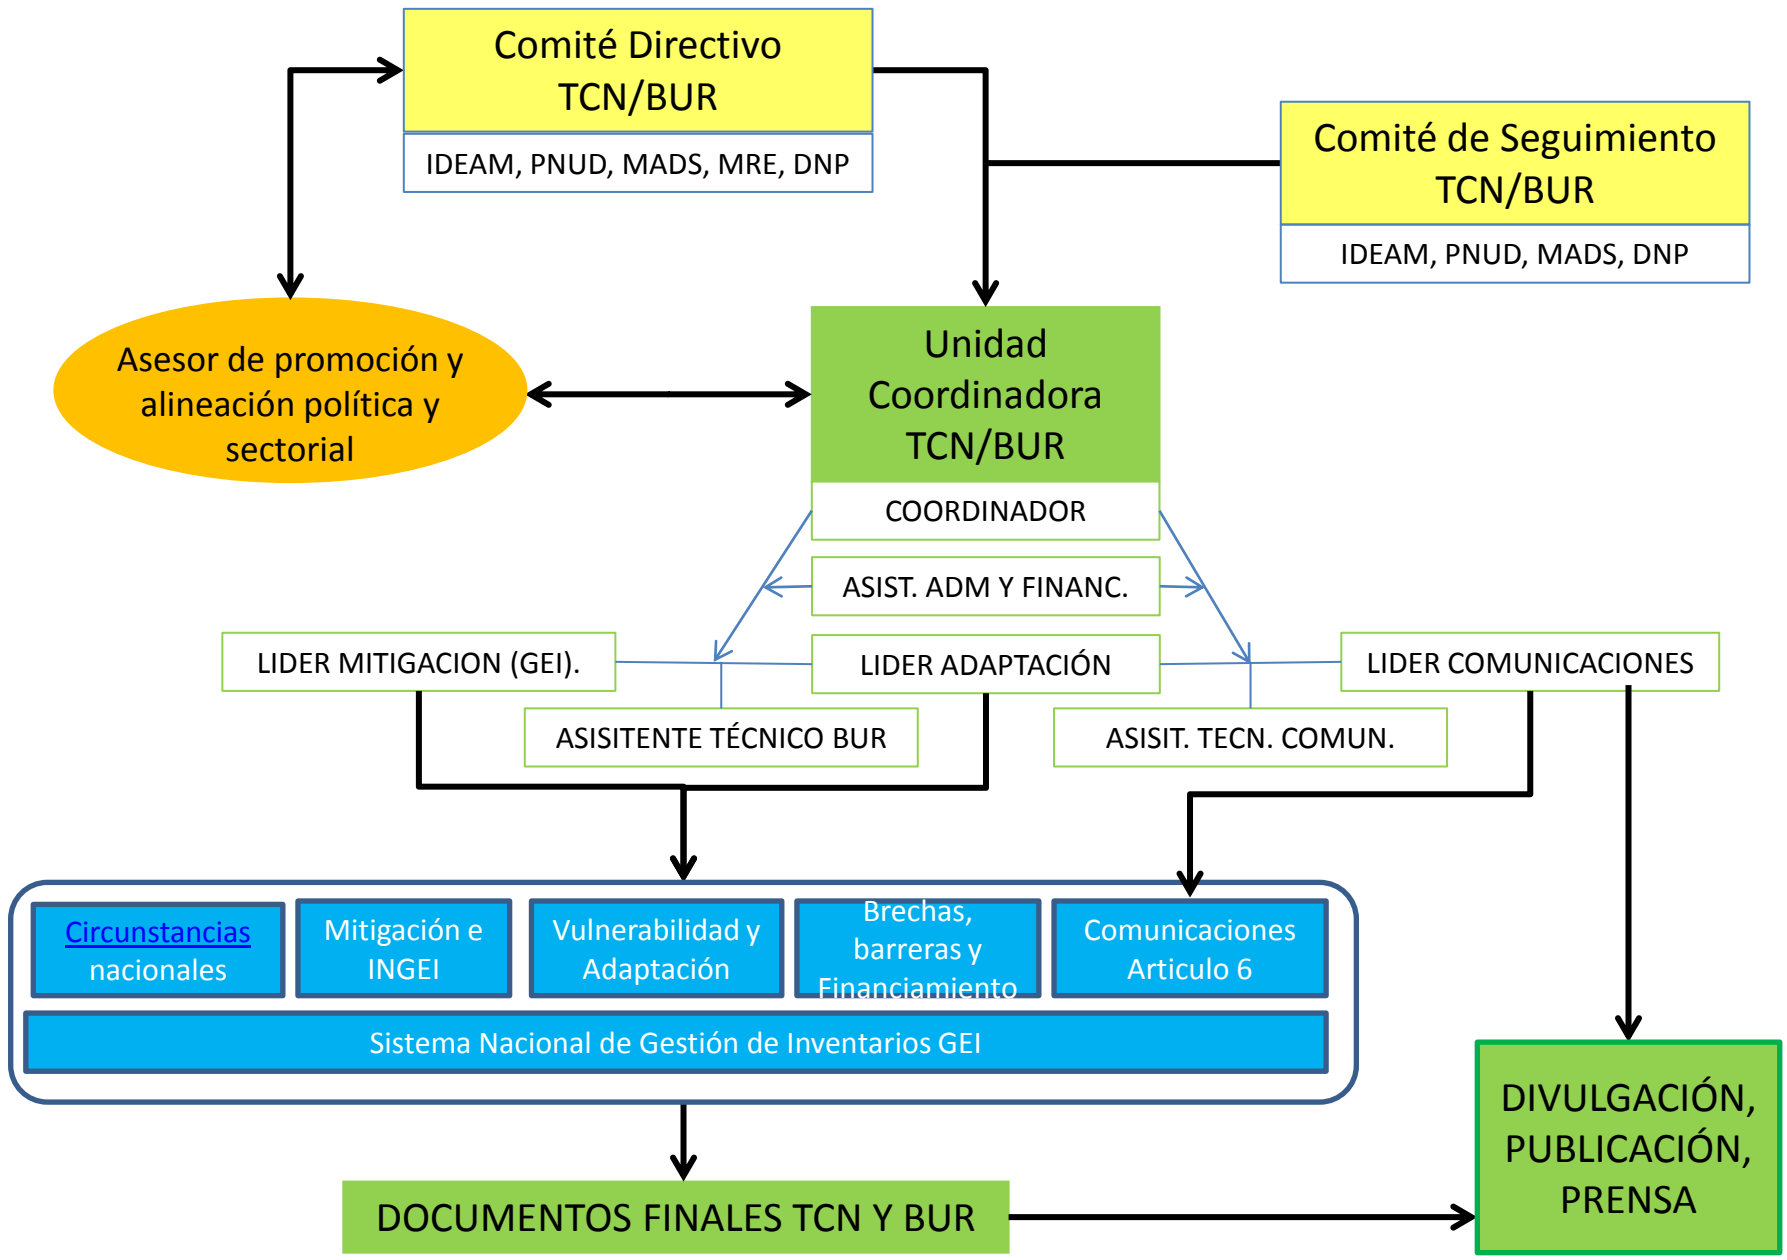 Comité Directivo
TCN/BUR
IDEAM, PNUD, MADS, MRE, DNP
Comité de Seguimiento
TCN/BUR
IDEAM, PNUD, MADS, DNP
Asesor de promoción y
alineación política y
sectorial
Unidad
Coordinadora
TCN/BUR
COORDINADOR
ASIST. ADM Y FINANC.
LIDER MITIGACION (GEI).
LIDER ADAPTACIÓN
LIDER COMUNICACIONES
ASISITENTE TÉCNICO BUR
ASISIT. TECN. COMUN.
Circunstancias
nacionales
Mitigación e
INGEI
Vulnerabilidad y
Adaptación
Brechas,
barreras y
Financiamiento
Comunicaciones
Articulo 6
Sistema Nacional de Gestión de Inventarios GEI
DIVULGACIÓN,
PUBLICACIÓN,
PRENSA
DOCUMENTOS FINALES TCN Y BUR